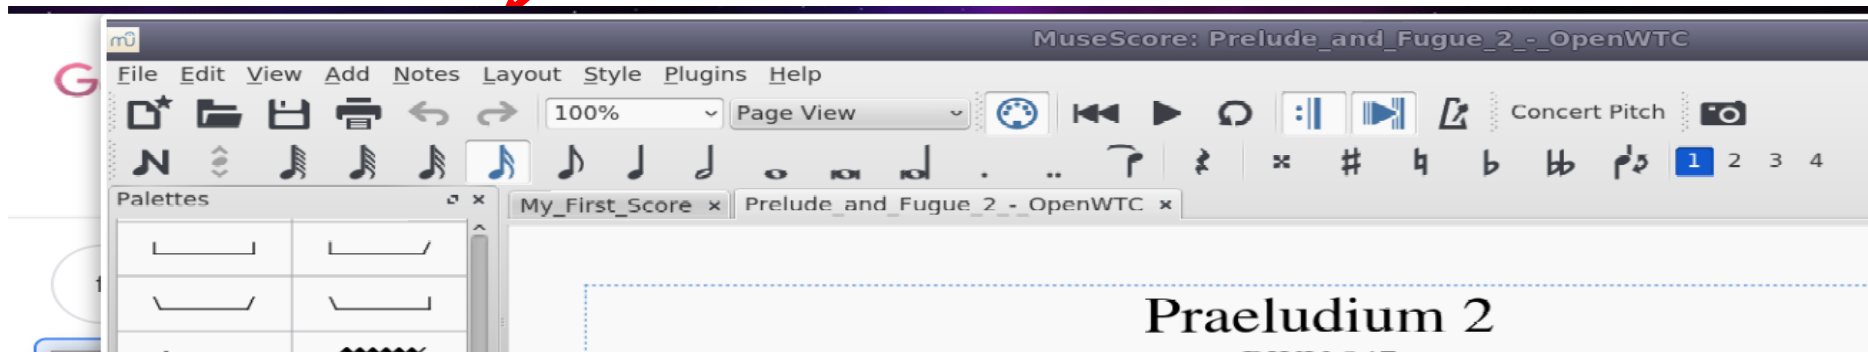 MuseScore: Prelude_and_Fugue_2_-_OpenWTC
File Edit View Add Notes Layout Style Plugins Help
100% Page View Concert Pitch
1 2 3 4
Palettes
My_First_Score × Prelude_and_Fugue_2_-_OpenWTC ×
Praeludium 2